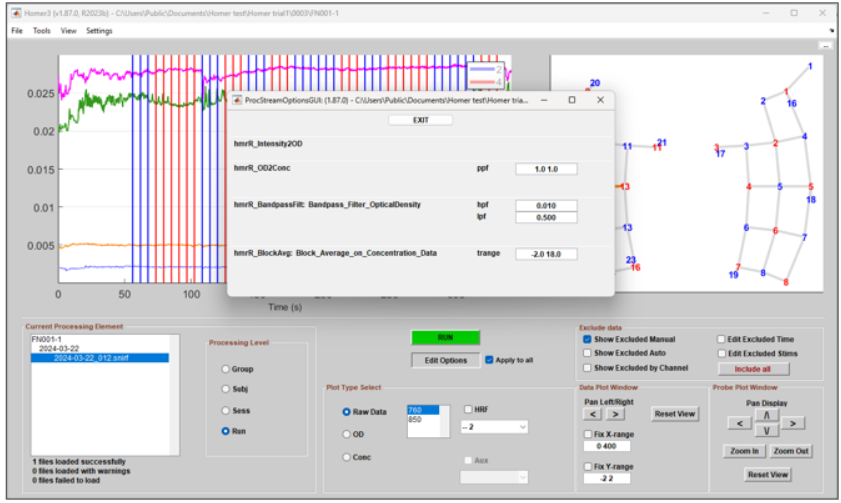 Homer3 (v1.87.0, R2023b) - C:\Users\Public\Documents\Homer test\Homer trial1\0003\FN001-1
File Tools View Settings
...
2
4
0.025
0.02
0.015
0.01
0.005
0 50 100
Time (s)
ProcStreamOptionsGUI: (1.87.0) - C:\Users\Public\Documents\Homer test\Homer tria...
EXIT
hmrR_Intensity2OD
hmrR_OD2Conc ppf 1.0 1.0
hmrR_BandpassFilt: Bandpass_Filter_OpticalDensity hpf 0.010
lpf 0.500
hmrR_BlockAvg: Block_Average_on_Concentration_Data trange -2.0 18.0
20
11 21
13
13
23
16
1
1
2 16
4
3 3 2
17
4 5 5
18
6 6
7
7 8
19
8
Current Processing Element
FN001-1
2024-03-22
2024-03-22_012.snirf
1 files loaded successfully
0 files loaded with warnings
0 files failed to load
Processing Level
Group
Subj
Sess
Run
RUN
Edit Options Apply to all
Plot Type Select
Raw Data
OD
Conc
760
850
HRF
-- 2
Aux
Exclude data
Show Excluded Manual Edit Excluded Time
Show Excluded Auto Edit Excluded Stims
Show Excluded by Channel Include all
Data Plot Window
Pan Left/Right
< > Reset View
Fix X-range
0 400
Fix Y-range
-2 2
Probe Plot Window
Pan Display
/\
< >
\/
Zoom In Zoom Out
Reset View